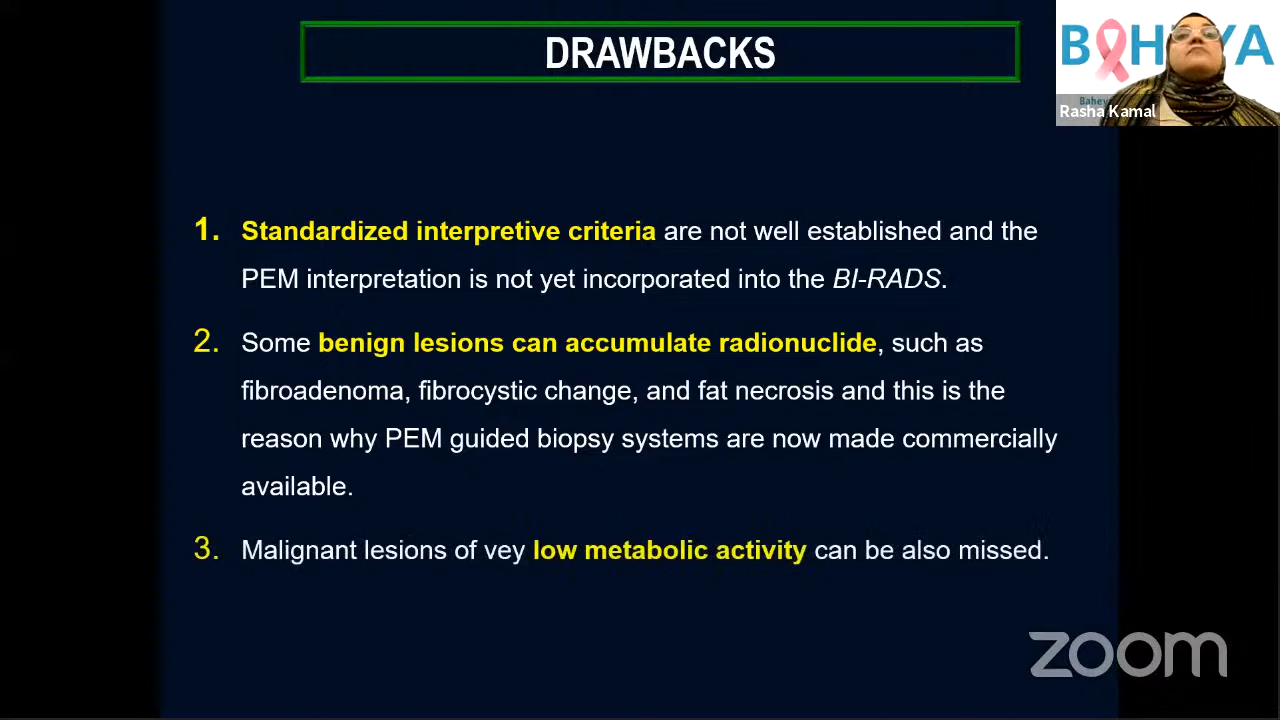 DRAWBACKS
BAHEYA
Bahey
Rasha Kamal
1. Standardized interpretive criteria are not well established and the
PEM interpretation is not yet incorporated into the BI-RADS.
2. Some benign lesions can accumulate radionuclide, such as
fibroadenoma, fibrocystic change, and fat necrosis and this is the
reason why PEM guided biopsy systems are now made commercially
available.
3. Malignant lesions of vey low metabolic activity can be also missed.
zoom